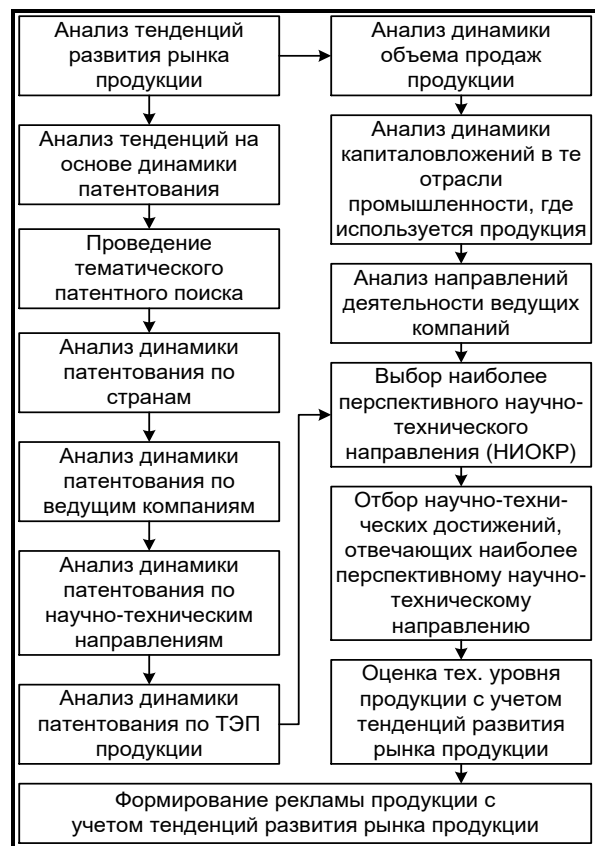 Анализ тенденций
развития рынка
продукции
Анализ тенденций на
основе динамики
патентования
Проведение
тематического
патентного поиска
Анализ динамики
патентования по
странам
Анализ динамики
патентования по
ведущим компаниям
Анализ динамики
патентования по
научно-техническим
направлениям
Анализ динамики
патентования по ТЭП
продукции
Анализ динамики
объема продаж
продукции
Анализ динамики
капиталовложений в те
отрасли
промышленности, где
используется продукция
Анализ направлений
деятельности ведущих
компаний
Выбор наиболее
перспективного научно-
технического
направления (НИОКР)
Отбор научно-техни-
ческих достижений,
отвечающих наиболее
перспективному научно-
техническому
направлению
Оценка тех. уровня
продукции с учетом
тенденций развития
рынка продукции
Формирование рекламы продукции с
учетом тенденций развития рынка продукции